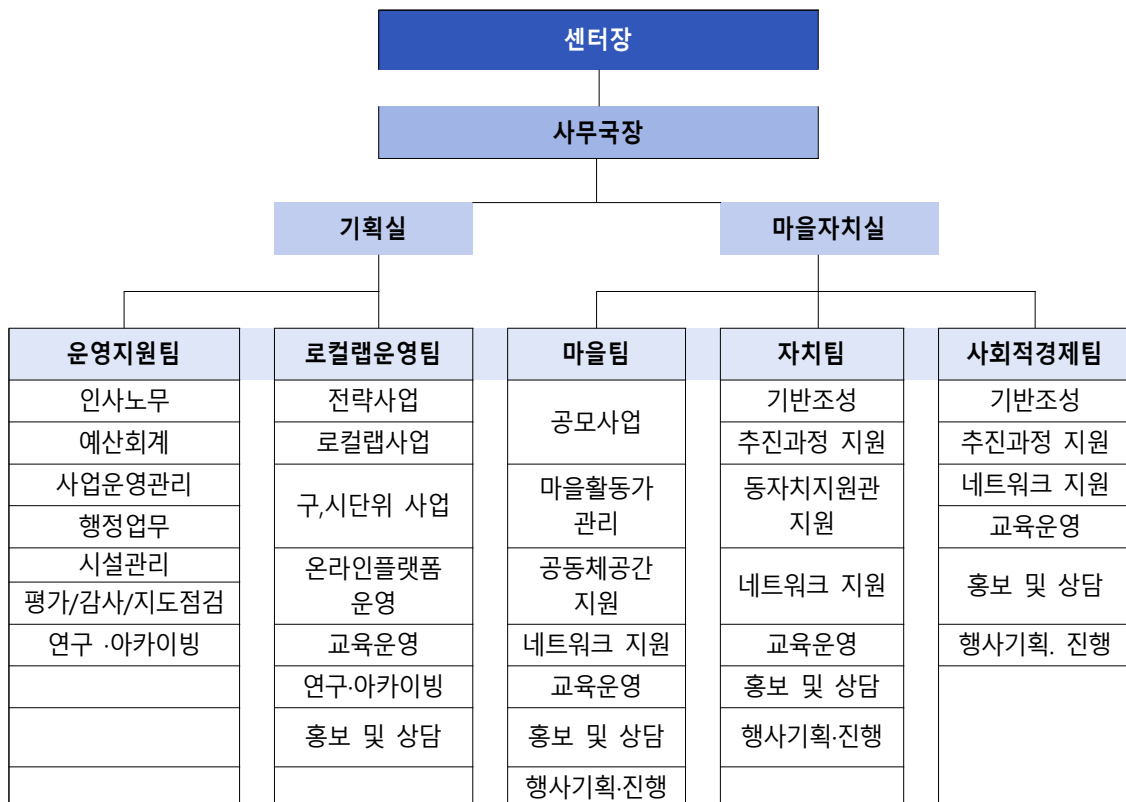 센터장
사무국장
기획실
마을자치실
운영지원팀
인사노무
예산회계
사업운영관리
행정업무
시설관리
평가/감사/지도점검
연구 ·아카이빙
로컬랩운영팀
전략사업
로컬랩사업
구,시단위 사업
온라인플랫폼
운영
교육운영
연구·아카이빙
홍보 및 상담
마을팀
공모사업
마을활동가
관리
공동체공간
지원
네트워크 지원
교육운영
홍보 및 상담
행사기획·진행
자치팀
기반조성
추진과정 지원
동자치지원관
지원
네트워크 지원
교육운영
홍보 및 상담
행사기획·진행
사회적경제팀
기반조성
추진과정 지원
네트워크 지원
교육운영
홍보 및 상담
행사기획. 진행